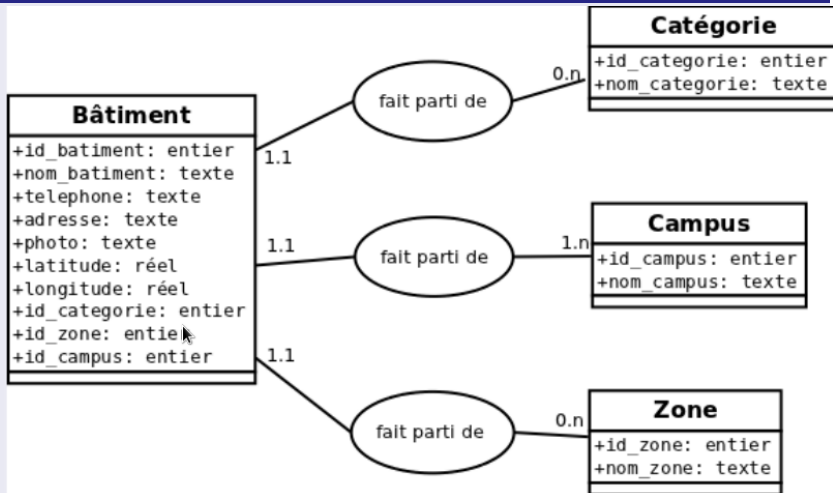 Catégorie
+id_categorie: entier
+nom_categorie: texte
fait parti de
0.n
1.1
Bâtiment
+id_batiment: entier
+nom_batiment: texte
+telephone: texte
+adresse: texte
+photo: texte
+latitude: réel
+longitude: réel
+id_categorie: entier
+id_zone: entie
+id_campus: entier
1.1
fait parti de
1.n
Campus
+id_campus: entier
+nom_campus: texte
1.1
fait parti de
0.n
Zone
+id_zone: entier
+nom_zone: texte